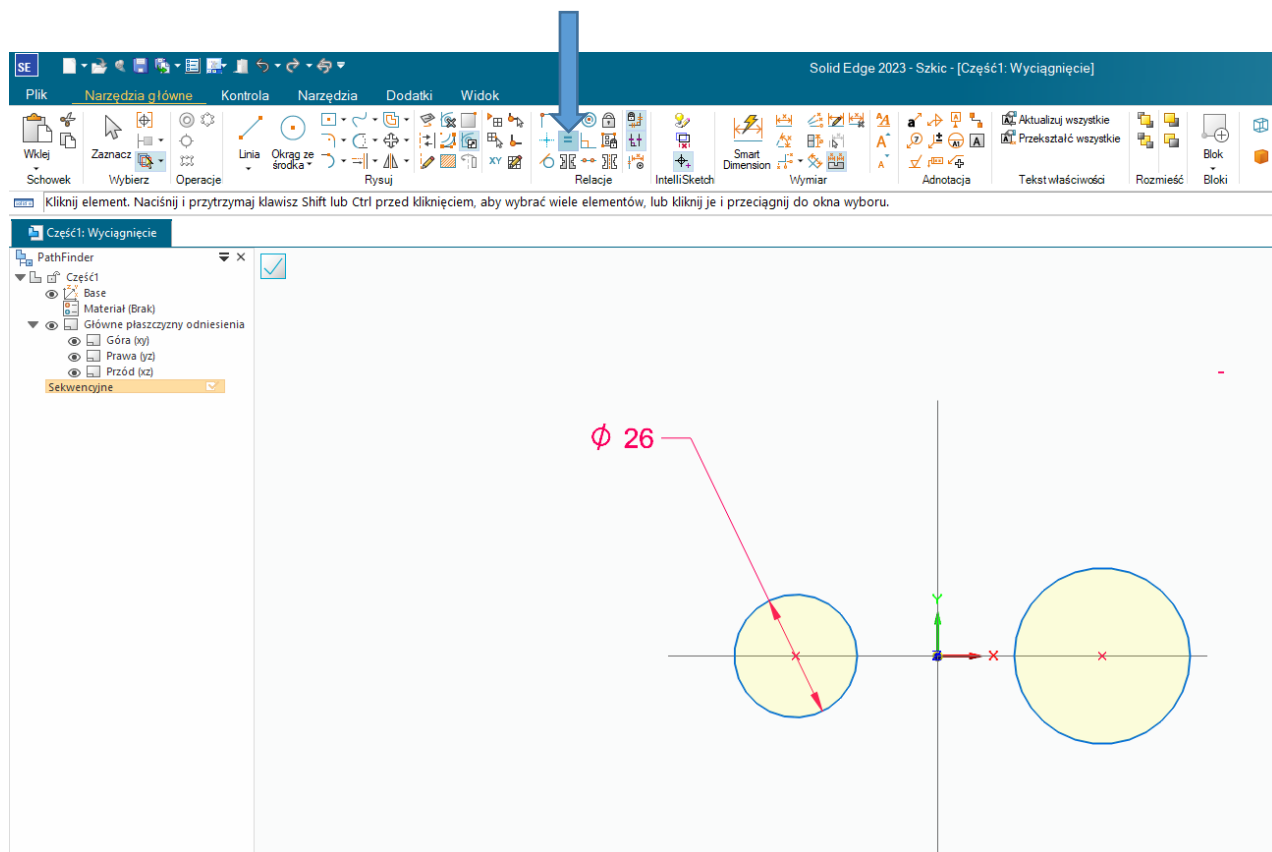 SE
Solid Edge 2023 - Szkic - [Część1: Wyciągnięcie]
Plik Narzędzia główne Kontrola Narzędzia Dodatki Widok
Wklej Zaznacz Linia Okrąg ze środka Smart Dimension Aktualizuj wszystkie Przekształć wszystkie Blok
Schowek Wybierz Operacje Rysuj Relacje IntelliSketch Wymiar Adnotacja Tekst właściwości Rozmieść Bloki
Kliknij element. Naciśnij i przytrzymaj klawisz Shift lub Ctrl przed kliknięciem, aby wybrać wiele elementów, lub kliknij je i przeciągnij do okna wyboru.
Część1: Wyciągnięcie
PathFinder
Część1
Base
Materiał (Brak)
Główne płaszczyzny odniesienia
Góra (xy)
Prawa (yz)
Przód (xz)
Sekwencyjne
Ø 26
Y
X